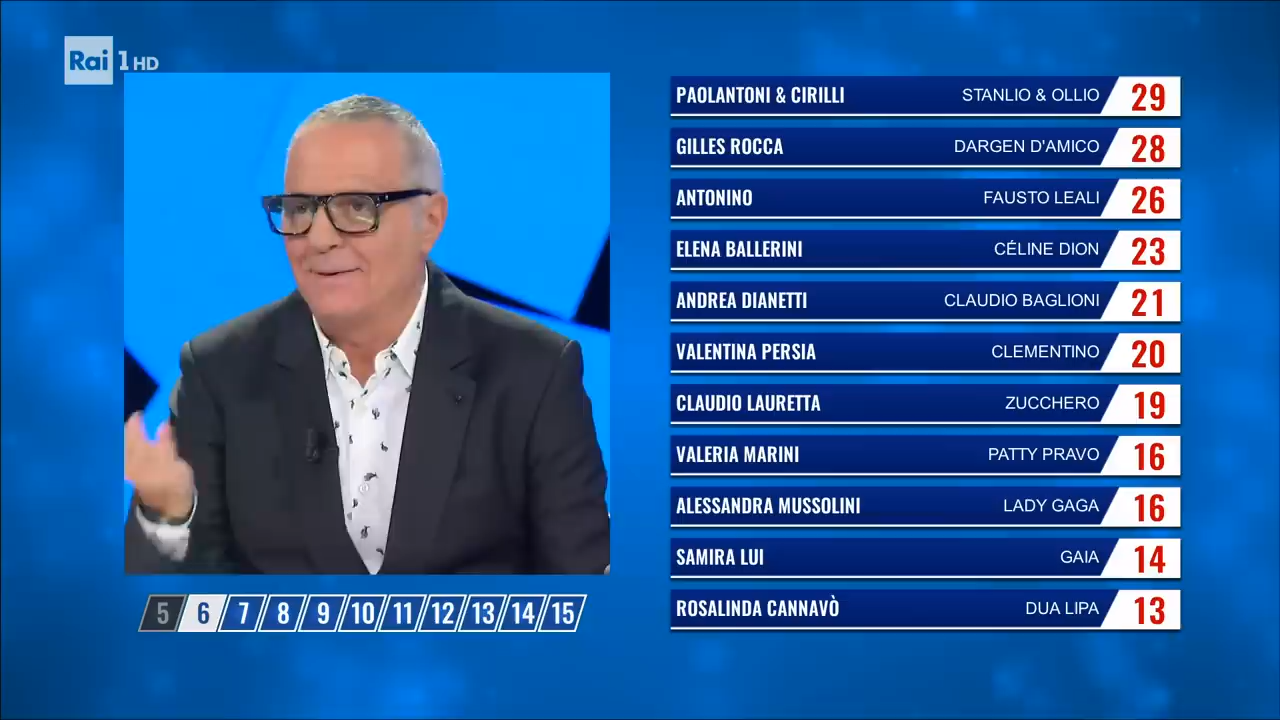 Rai 1 HD
PAOLANTONI & CIRILLI STANLIO & OLLIO 29
GILLES ROCCA DARGEN D'AMICO 28
ANTONINO FAUSTO LEALI 26
ELENA BALLERINI CÉLINE DION 23
ANDREA DIANETTI CLAUDIO BAGLIONI 21
VALENTINA PERSIA CLEMENTINO 20
CLAUDIO LAURETTA ZUCCHERO 19
VALERIA MARINI PATTY PRAVO 16
ALESSANDRA MUSSOLINI LADY GAGA 16
SAMIRA LUI GAIA 14
ROSALINDA CANNAVÒ DUA LIPA 13
5 6 7 8 9 10 11 12 13 14 15